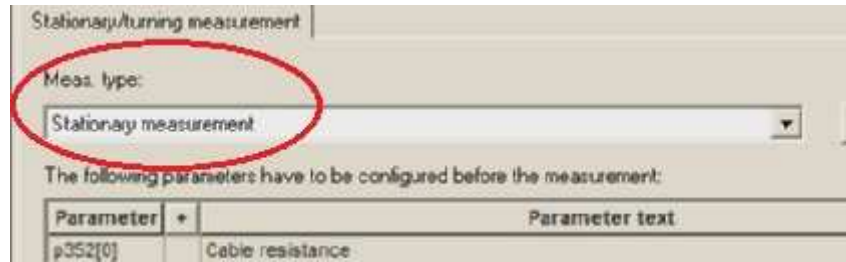 Stationary/turning measurement
Meas. type:
Stationary measurement
The following parameters have to be configured before the measurement:
Parameter + Parameter text
p352[0] Cable resistance